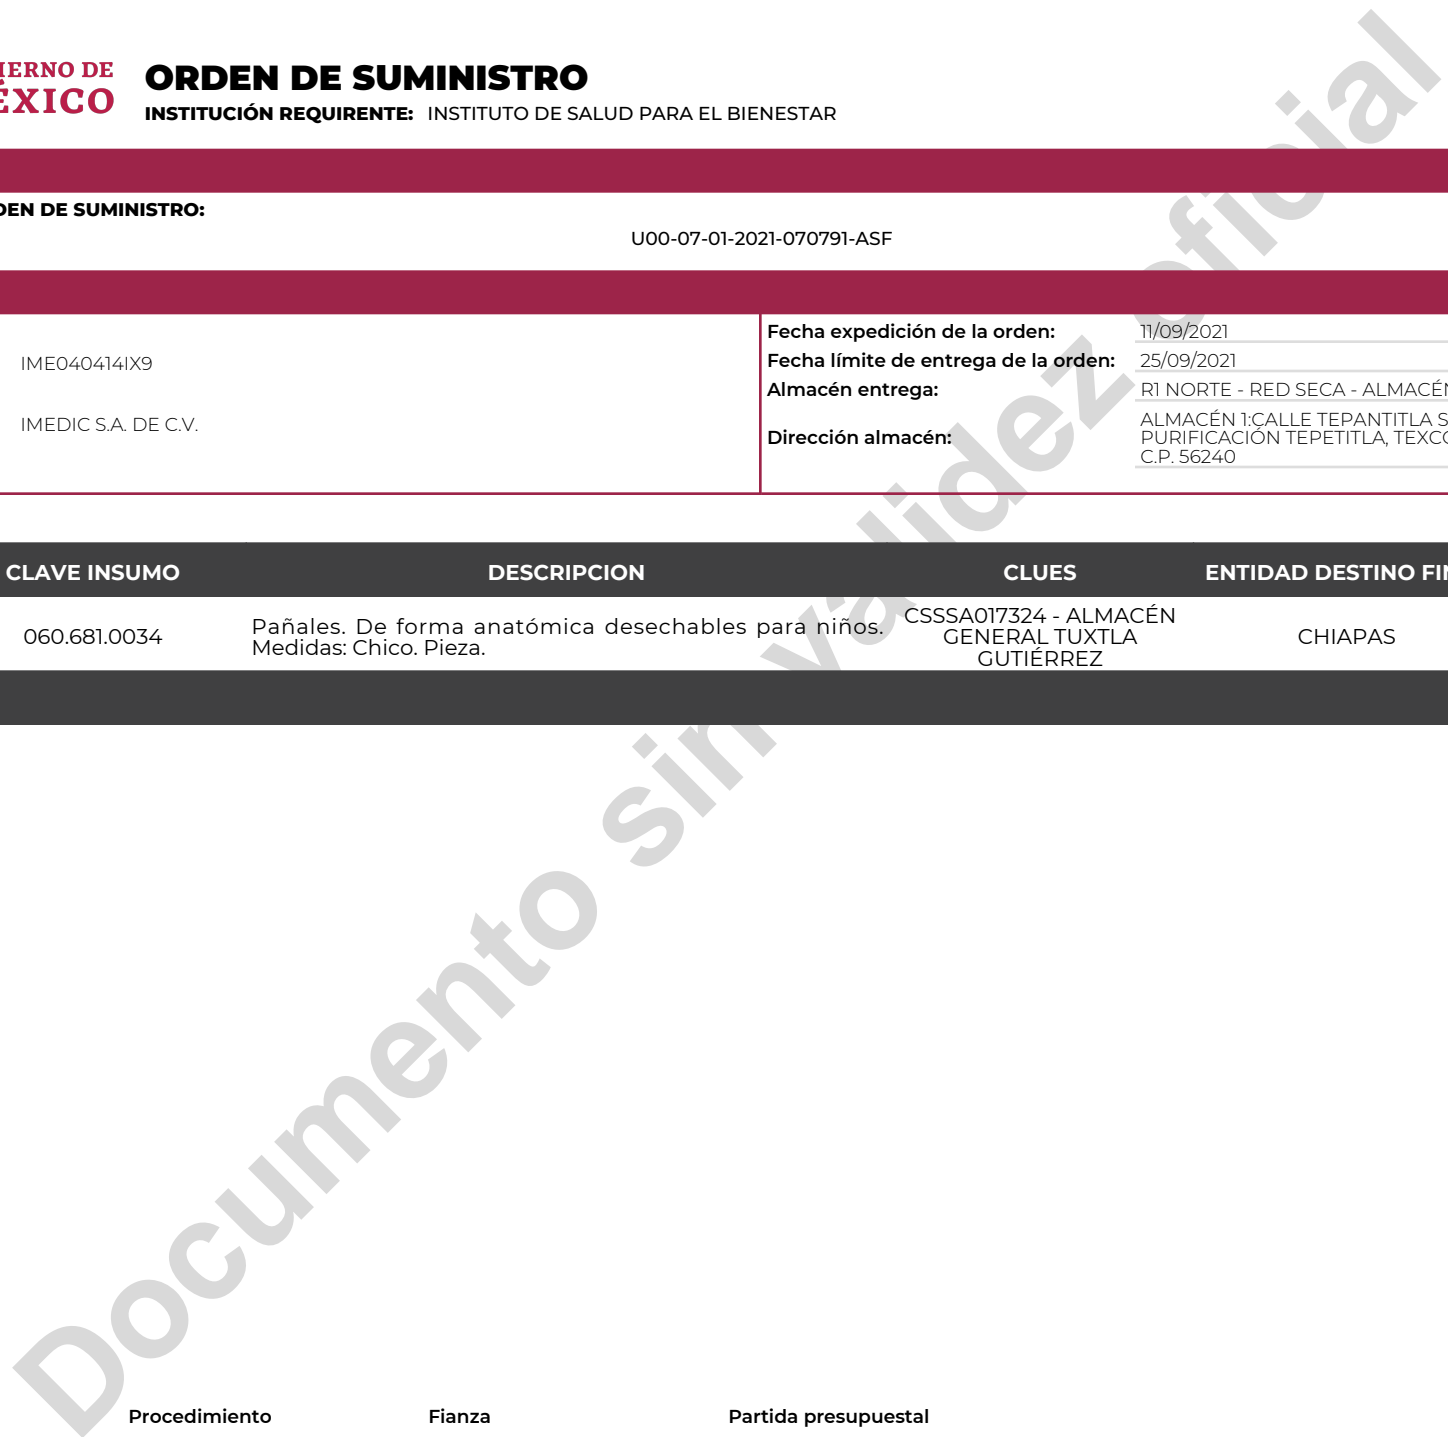 IERNO DE
ÉXICO
ORDEN DE SUMINISTRO
INSTITUCIÓN REQUIRENTE: INSTITUTO DE SALUD PARA EL BIENESTAR
DEN DE SUMINISTRO:
U00-07-01-2021-070791-ASF
IME040414IX9
IMEDIC S.A. DE C.V.
Fecha expedición de la orden: 11/09/2021
Fecha límite de entrega de la orden: 25/09/2021
Almacén entrega: R1 NORTE - RED SECA - ALMACÉN
Dirección almacén: ALMACÉN 1:CALLE TEPANTITLA S
PURIFICACIÓN TEPETITLA, TEXCO
C.P. 56240
CLAVE INSUMO DESCRIPCION CLUES ENTIDAD DESTINO FIN
060.681.0034 Pañales. De forma anatómica desechables para niños.
Medidas: Chico. Pieza.
CSSSA017324 - ALMACÉN
GENERAL TUXTLA
GUTIÉRREZ
CHIAPAS
Documento sin validez oficial
Procedimiento Fianza Partida presupuestal